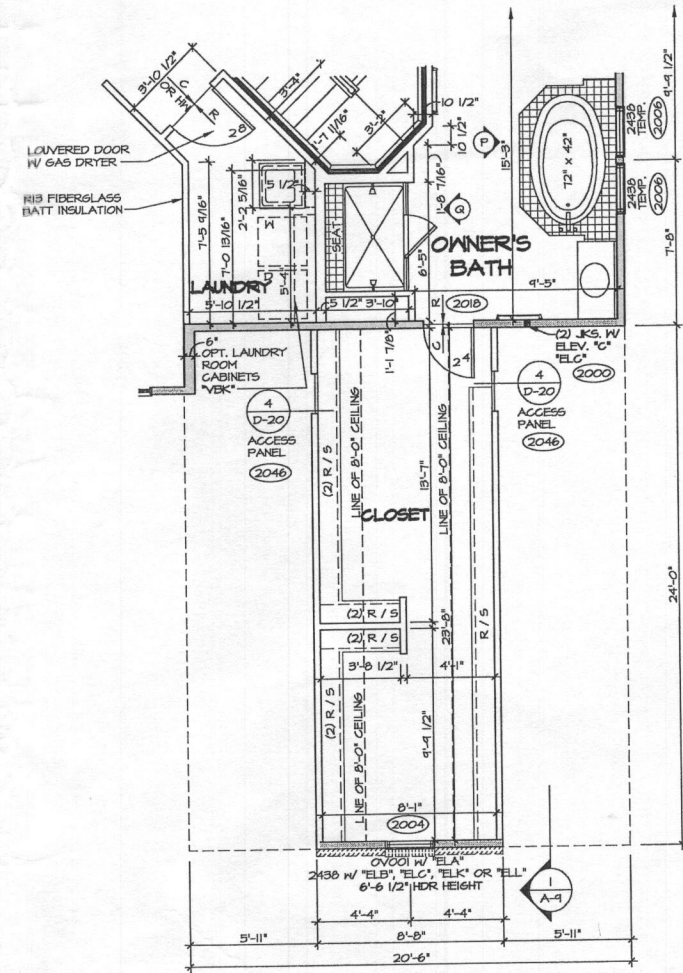 3'-10 1/2"
C
OR HW
R
2⁸
3'-4"
3'-2"
10 1/2"
10 1/2"
P
15'-3"
9'-9 1/2"
2438
TEMP.
2006
2438
TEMP.
2006
72" x 42"
LOUVERED DOOR
W/ GAS DRYER
R13 FIBERGLASS
BATT INSULATION
7'-5 9/16"
7'-0 13/16"
2'-2 5/16"
5 1/2"
W
D
5'-4"
SEAT
1'-8 7/16"
Q
6'-5"
OWNER'S
BATH
7'-8"
LAUNDRY
5'-10 1/2"
5 1/2"
3'-10"
R
2018
9'-5"
6"
OPT. LAUNDRY
ROOM
CABINETS
"VBK"
1'-1 7/8"
C
2⁴
(2) JKS. W/
ELEV. "C"
"ELC"
2000
4
D-20
ACCESS
PANEL
2046
4
D-20
ACCESS
PANEL
2046
(2) R / S
LINE OF 8'-0" CEILING
13'-7"
LINE OF 8'-0" CEILING
CLOSET
24'-0"
(2) R / S
(2) R / S
23'-8"
R / S
3'-8 1/2"
4'-1"
(2) R / S
LINE OF 8'-0" CEILING
9'-9 1/2"
8'-1"
2004
OVOO1 W/ "ELA"
2438 W/ "ELB", "ELC", "ELK" OR "ELL"
6'-6 1/2" HDR HEIGHT
1
A-9
4'-4"
4'-4"
5'-11"
8'-8"
5'-11"
20'-6"